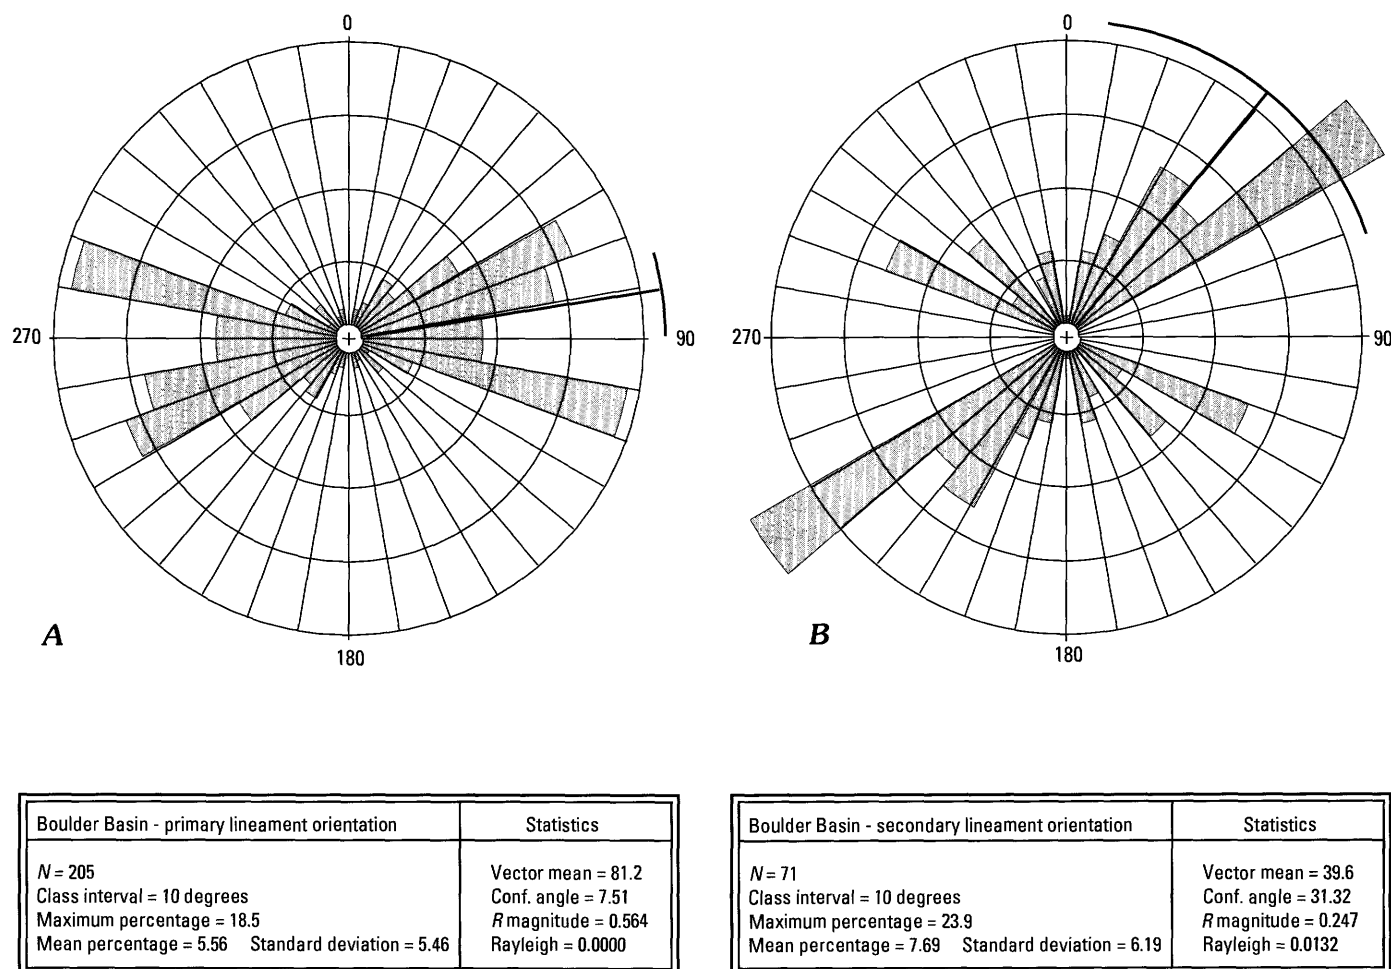 0
270
90
180
A
0
270
90
180
B
Boulder Basin - primary lineament orientation
Statistics
N = 205
Class interval = 10 degrees
Maximum percentage = 18.5
Mean percentage = 5.56 Standard deviation = 5.46
Vector mean = 81.2
Conf. angle = 7.51
R magnitude = 0.564
Rayleigh = 0.0000
Boulder Basin - secondary lineament orientation
Statistics
N = 71
Class interval = 10 degrees
Maximum percentage = 23.9
Mean percentage = 7.69 Standard deviation = 6.19
Vector mean = 39.6
Conf. angle = 31.32
R magnitude = 0.247
Rayleigh = 0.0132